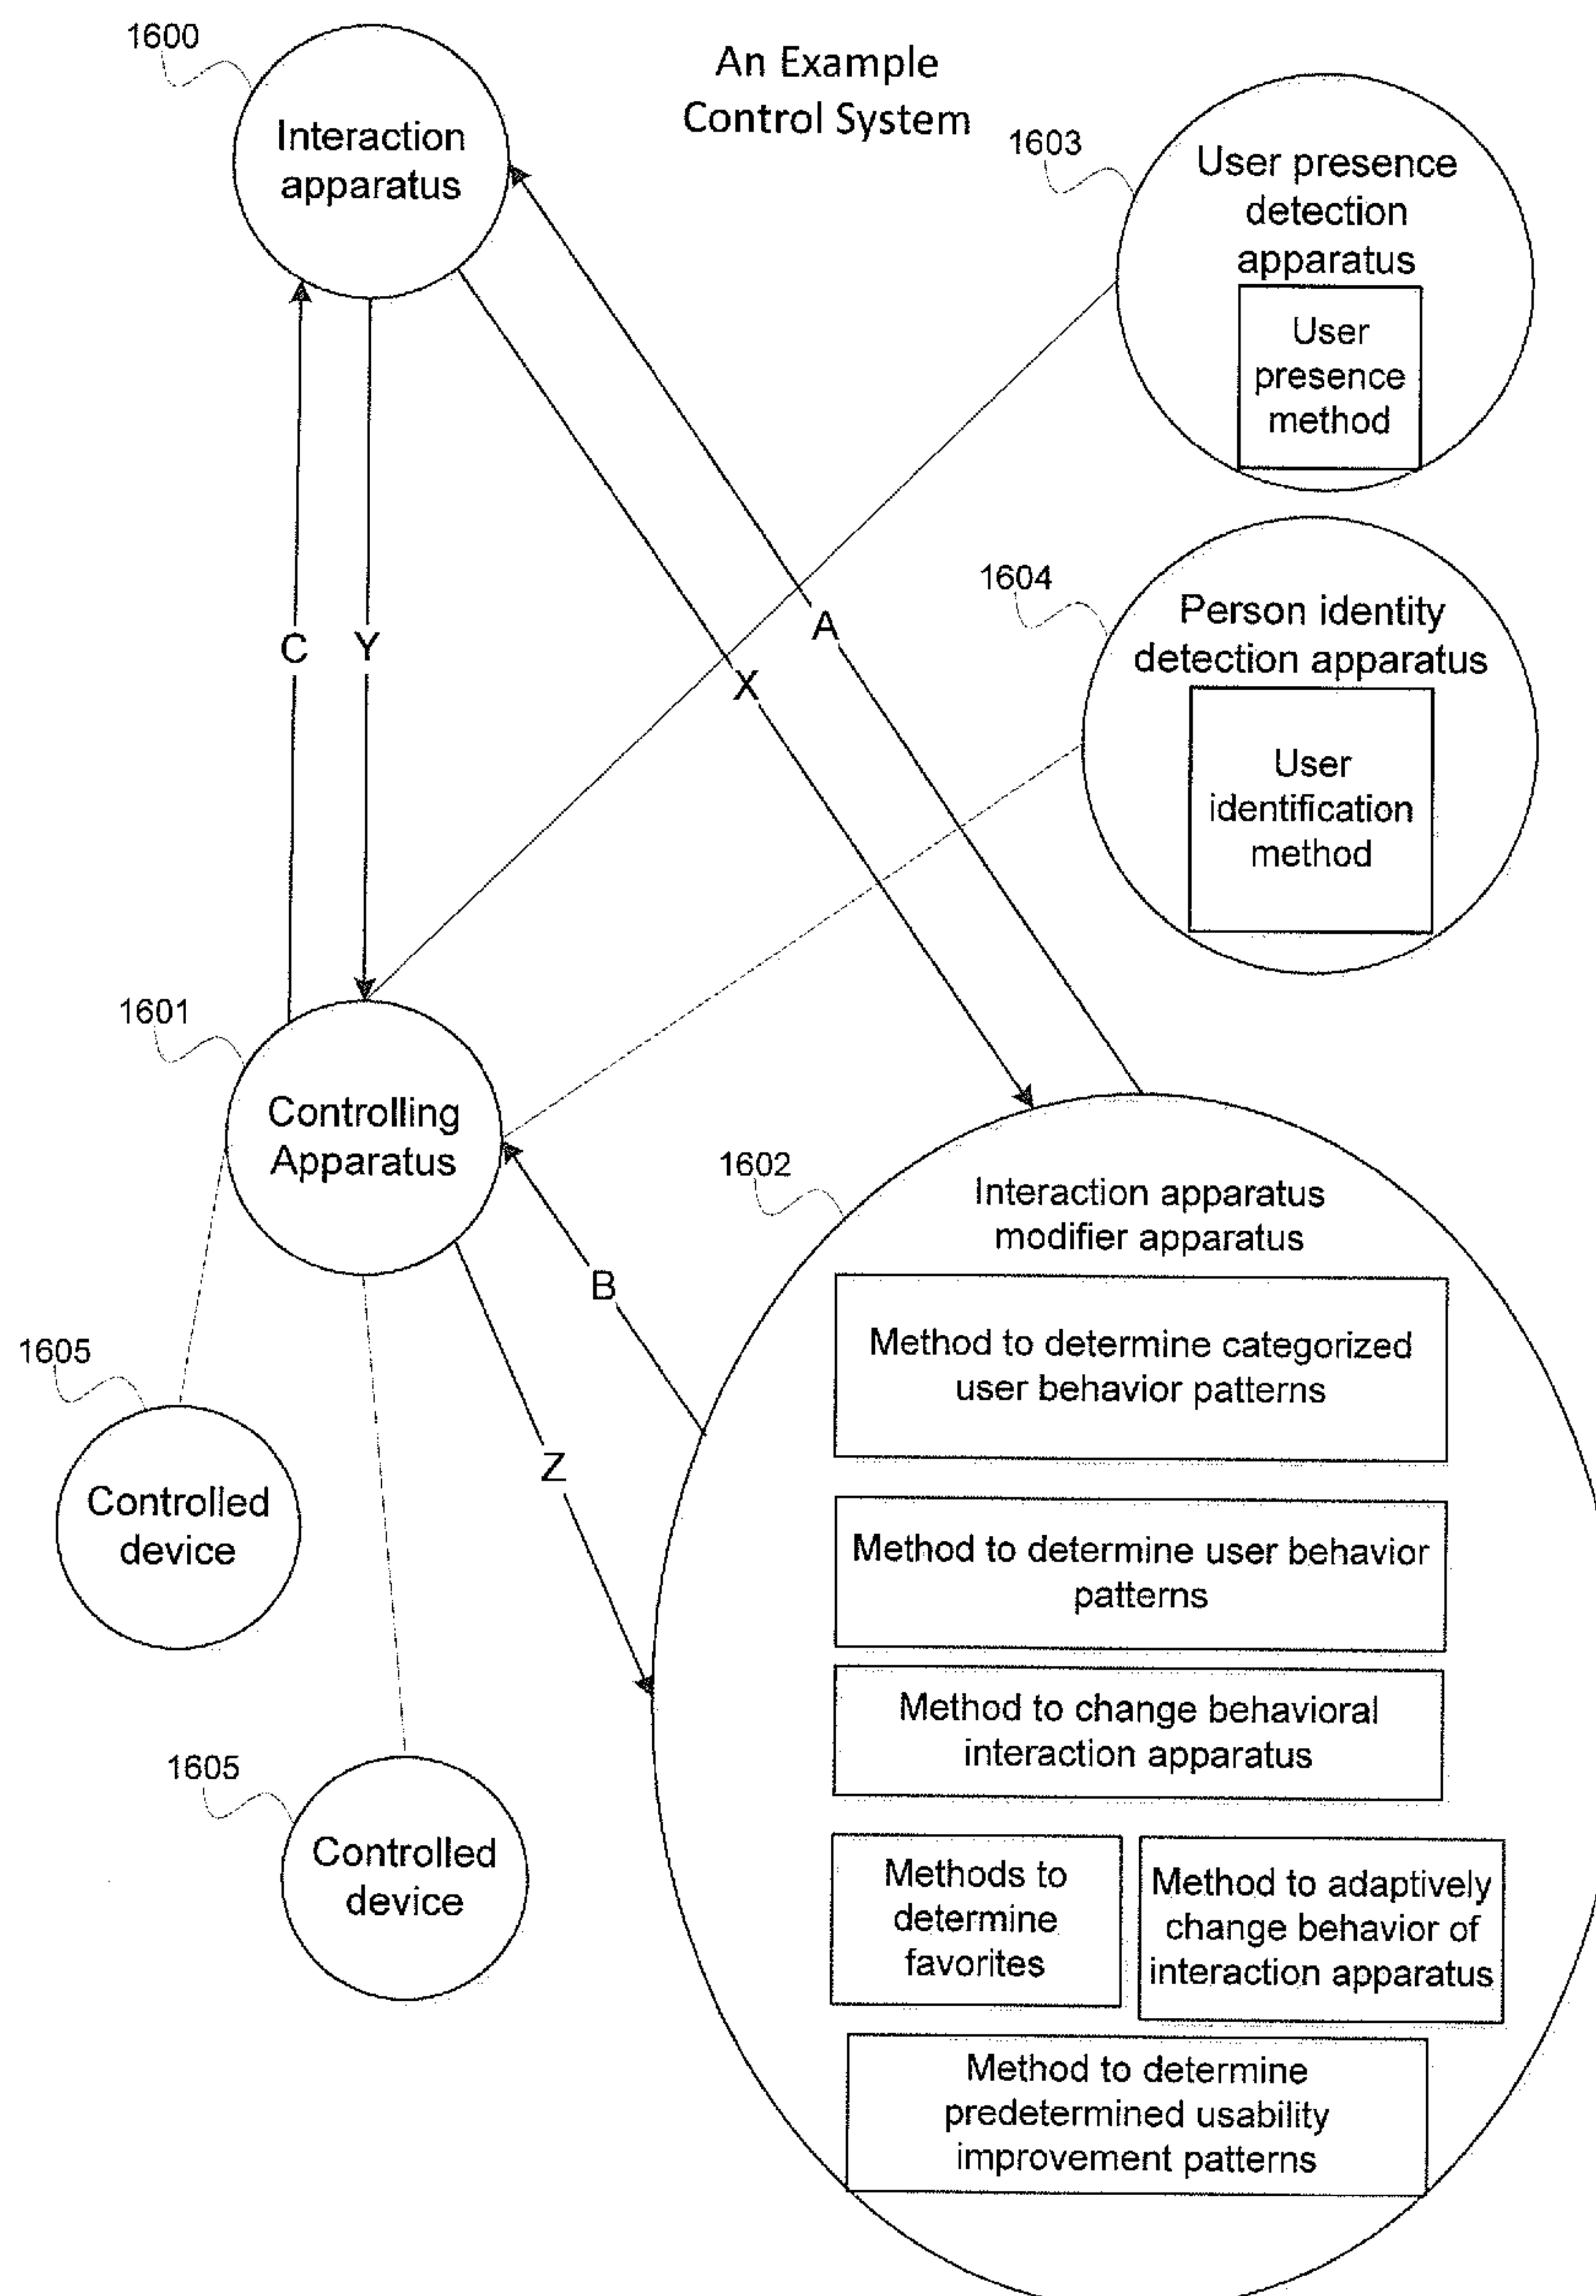 1600
An Example
Control System
Interaction
apparatus
1603
User presence
detection
apparatus
User
presence
method
1604
Person identity
detection apparatus
User
identification
method
C
Y
A
X
1601
Controlling
Apparatus
1602
Interaction apparatus
modifier apparatus
B
Z
Method to determine categorized
user behavior patterns
Method to determine user behavior
patterns
Method to change behavioral
interaction apparatus
Methods to
determine
favorites
Method to adaptively
change behavior of
interaction apparatus
Method to determine
predetermined usability
improvement patterns
1605
Controlled
device
1605
Controlled
device